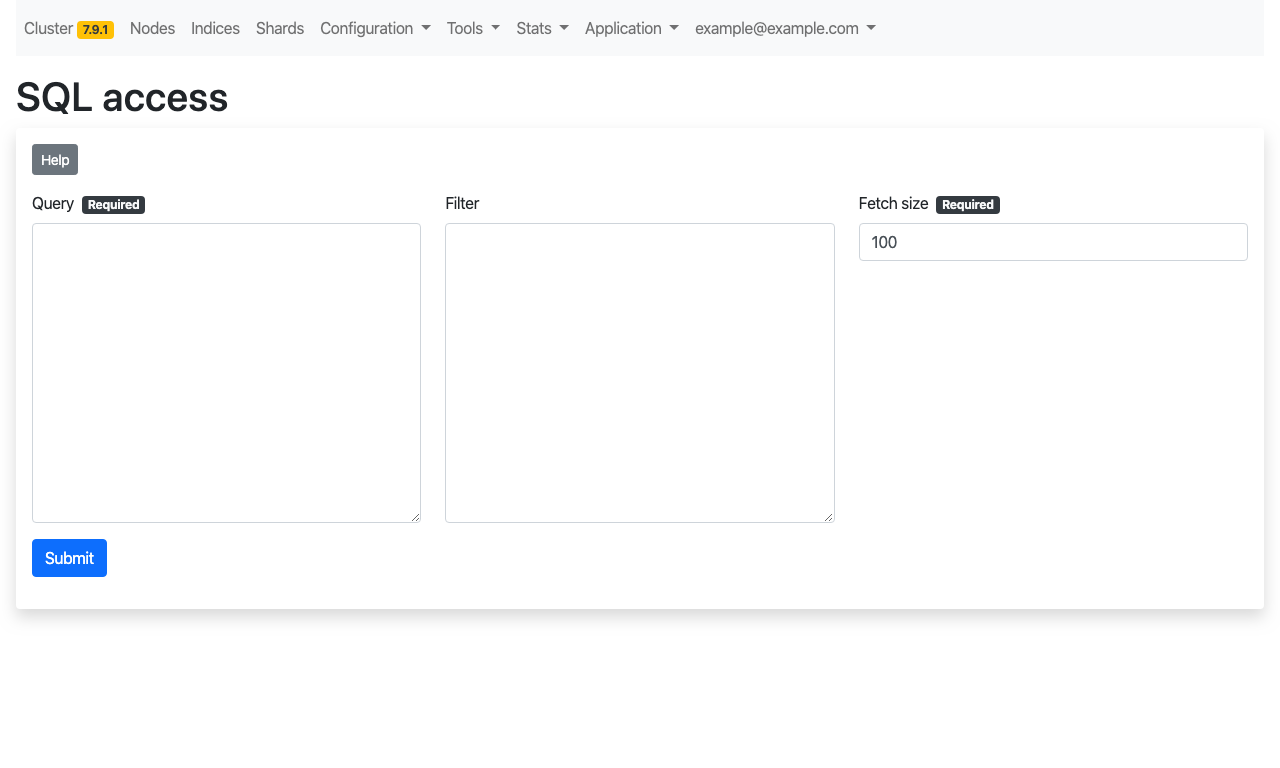 Cluster 7.9.1 Nodes Indices Shards Configuration Tools Stats Application example@example.com
SQL access
Help
Query Required Filter Fetch size Required
100
Submit